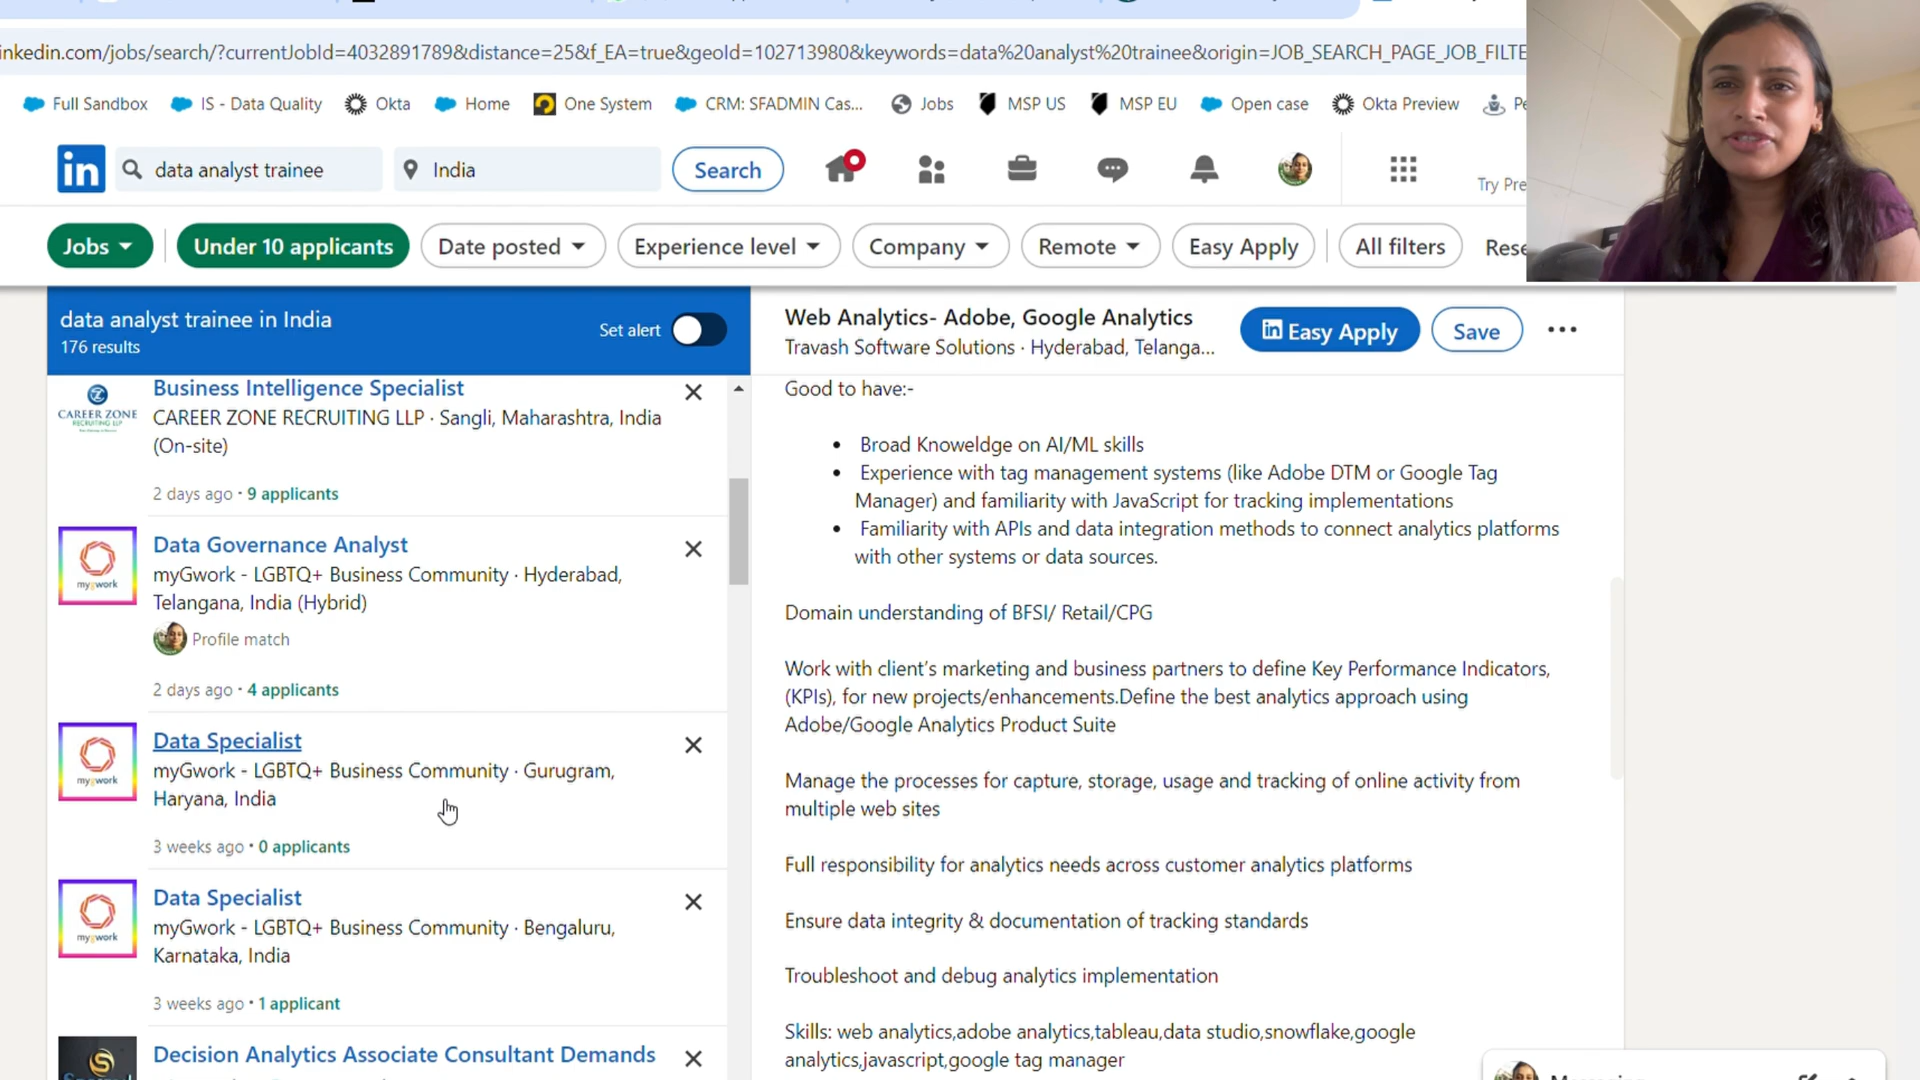 inkedin.com/jobs/search/?currentJobId=4032891789&distance=25&f_EA=true&geoId=102713980&keywords=data%20analyst%20trainee&origin=JOB_SEARCH_PAGE_JOB_FILTE
Full Sandbox IS - Data Quality Okta Home One System CRM: SFADMIN Cas... Jobs MSP US MSP EU Open case Okta Preview Pe
in data analyst trainee India Search
Try Pre
Jobs Under 10 applicants Date posted Experience level Company Remote Easy Apply All filters Rese
data analyst trainee in India
176 results
Set alert
Business Intelligence Specialist
CAREER ZONE RECRUITING LLP · Sangli, Maharashtra, India
(On-site)
2 days ago · 9 applicants
CAREER ZONE
RECRUITING LLP
Data Governance Analyst
myGwork - LGBTQ+ Business Community · Hyderabad,
Telangana, India (Hybrid)
Profile match
2 days ago · 4 applicants
mygwork
Data Specialist
myGwork - LGBTQ+ Business Community · Gurugram,
Haryana, India
3 weeks ago · 0 applicants
mygwork
Data Specialist
myGwork - LGBTQ+ Business Community · Bengaluru,
Karnataka, India
3 weeks ago · 1 applicant
mygwork
Decision Analytics Associate Consultant Demands
Web Analytics- Adobe, Google Analytics
Travash Software Solutions · Hyderabad, Telanga...
in Easy Apply
Save
Good to have:-
• Broad Knoweldge on AI/ML skills
• Experience with tag management systems (like Adobe DTM or Google Tag
Manager) and familiarity with JavaScript for tracking implementations
• Familiarity with APIs and data integration methods to connect analytics platforms
with other systems or data sources.
Domain understanding of BFSI/ Retail/CPG
Work with client's marketing and business partners to define Key Performance Indicators,
(KPIs), for new projects/enhancements.Define the best analytics approach using
Adobe/Google Analytics Product Suite
Manage the processes for capture, storage, usage and tracking of online activity from
multiple web sites
Full responsibility for analytics needs across customer analytics platforms
Ensure data integrity & documentation of tracking standards
Troubleshoot and debug analytics implementation
Skills: web analytics,adobe analytics,tableau,data studio,snowflake,google
analytics,javascript,google tag manager